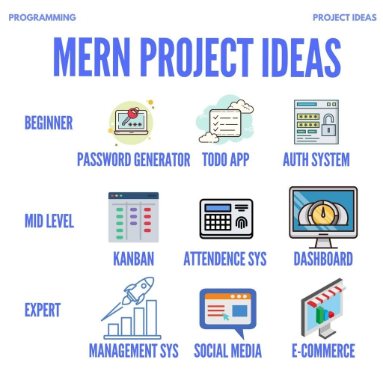 PROGRAMMING PROJECT IDEAS
MERN PROJECT IDEAS
BEGINNER
PASSWORD GENERATOR TODO APP AUTH SYSTEM
MID LEVEL
KANBAN ATTENDENCE SYS DASHBOARD
EXPERT
MANAGEMENT SYS SOCIAL MEDIA E-COMMERCE